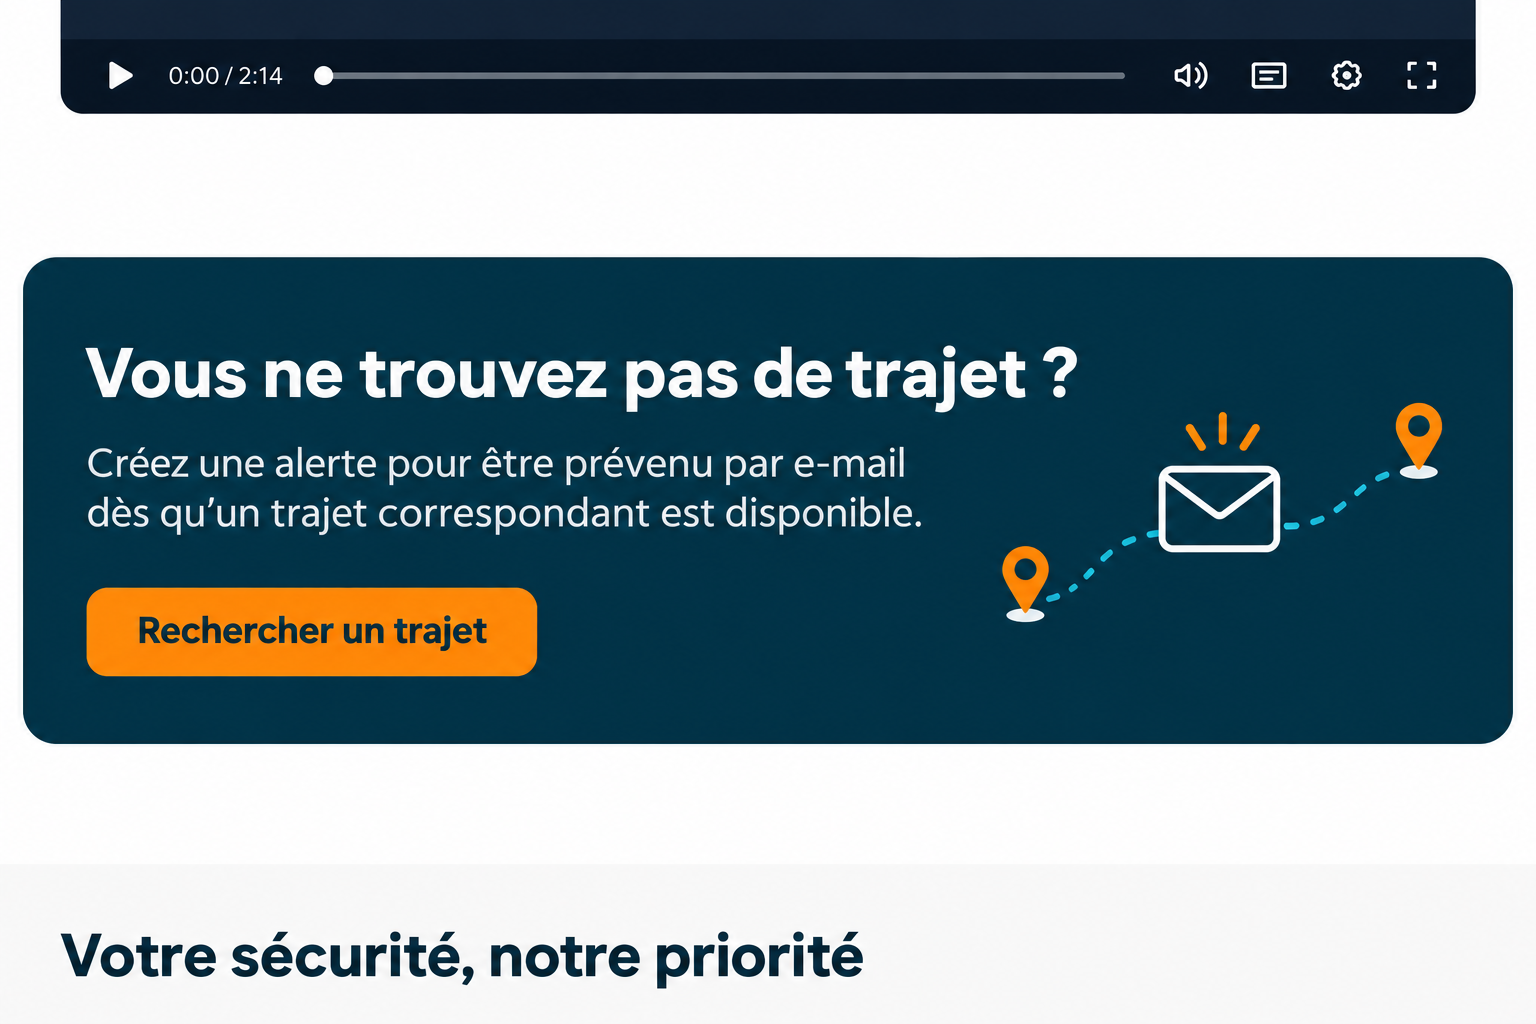 0:00 / 2:14
Vous ne trouvez pas de trajet ?
Créez une alerte pour être prévenu par e-mail
dès qu’un trajet correspondant est disponible.
Rechercher un trajet
Votre sécurité, notre priorité